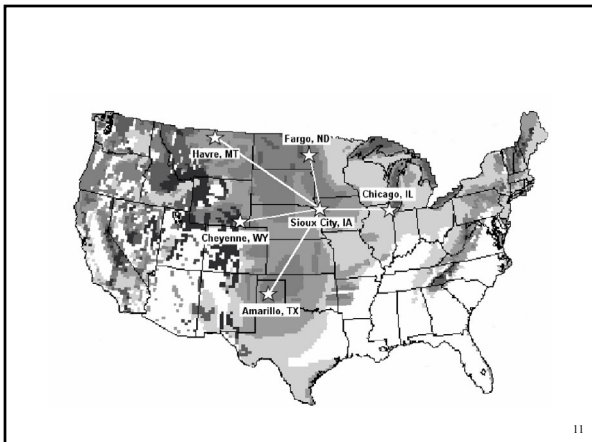 Fargo, ND
Havre, MT
Chicago, IL
Sioux City, IA
Cheyenne, WY
Amarillo, TX
11